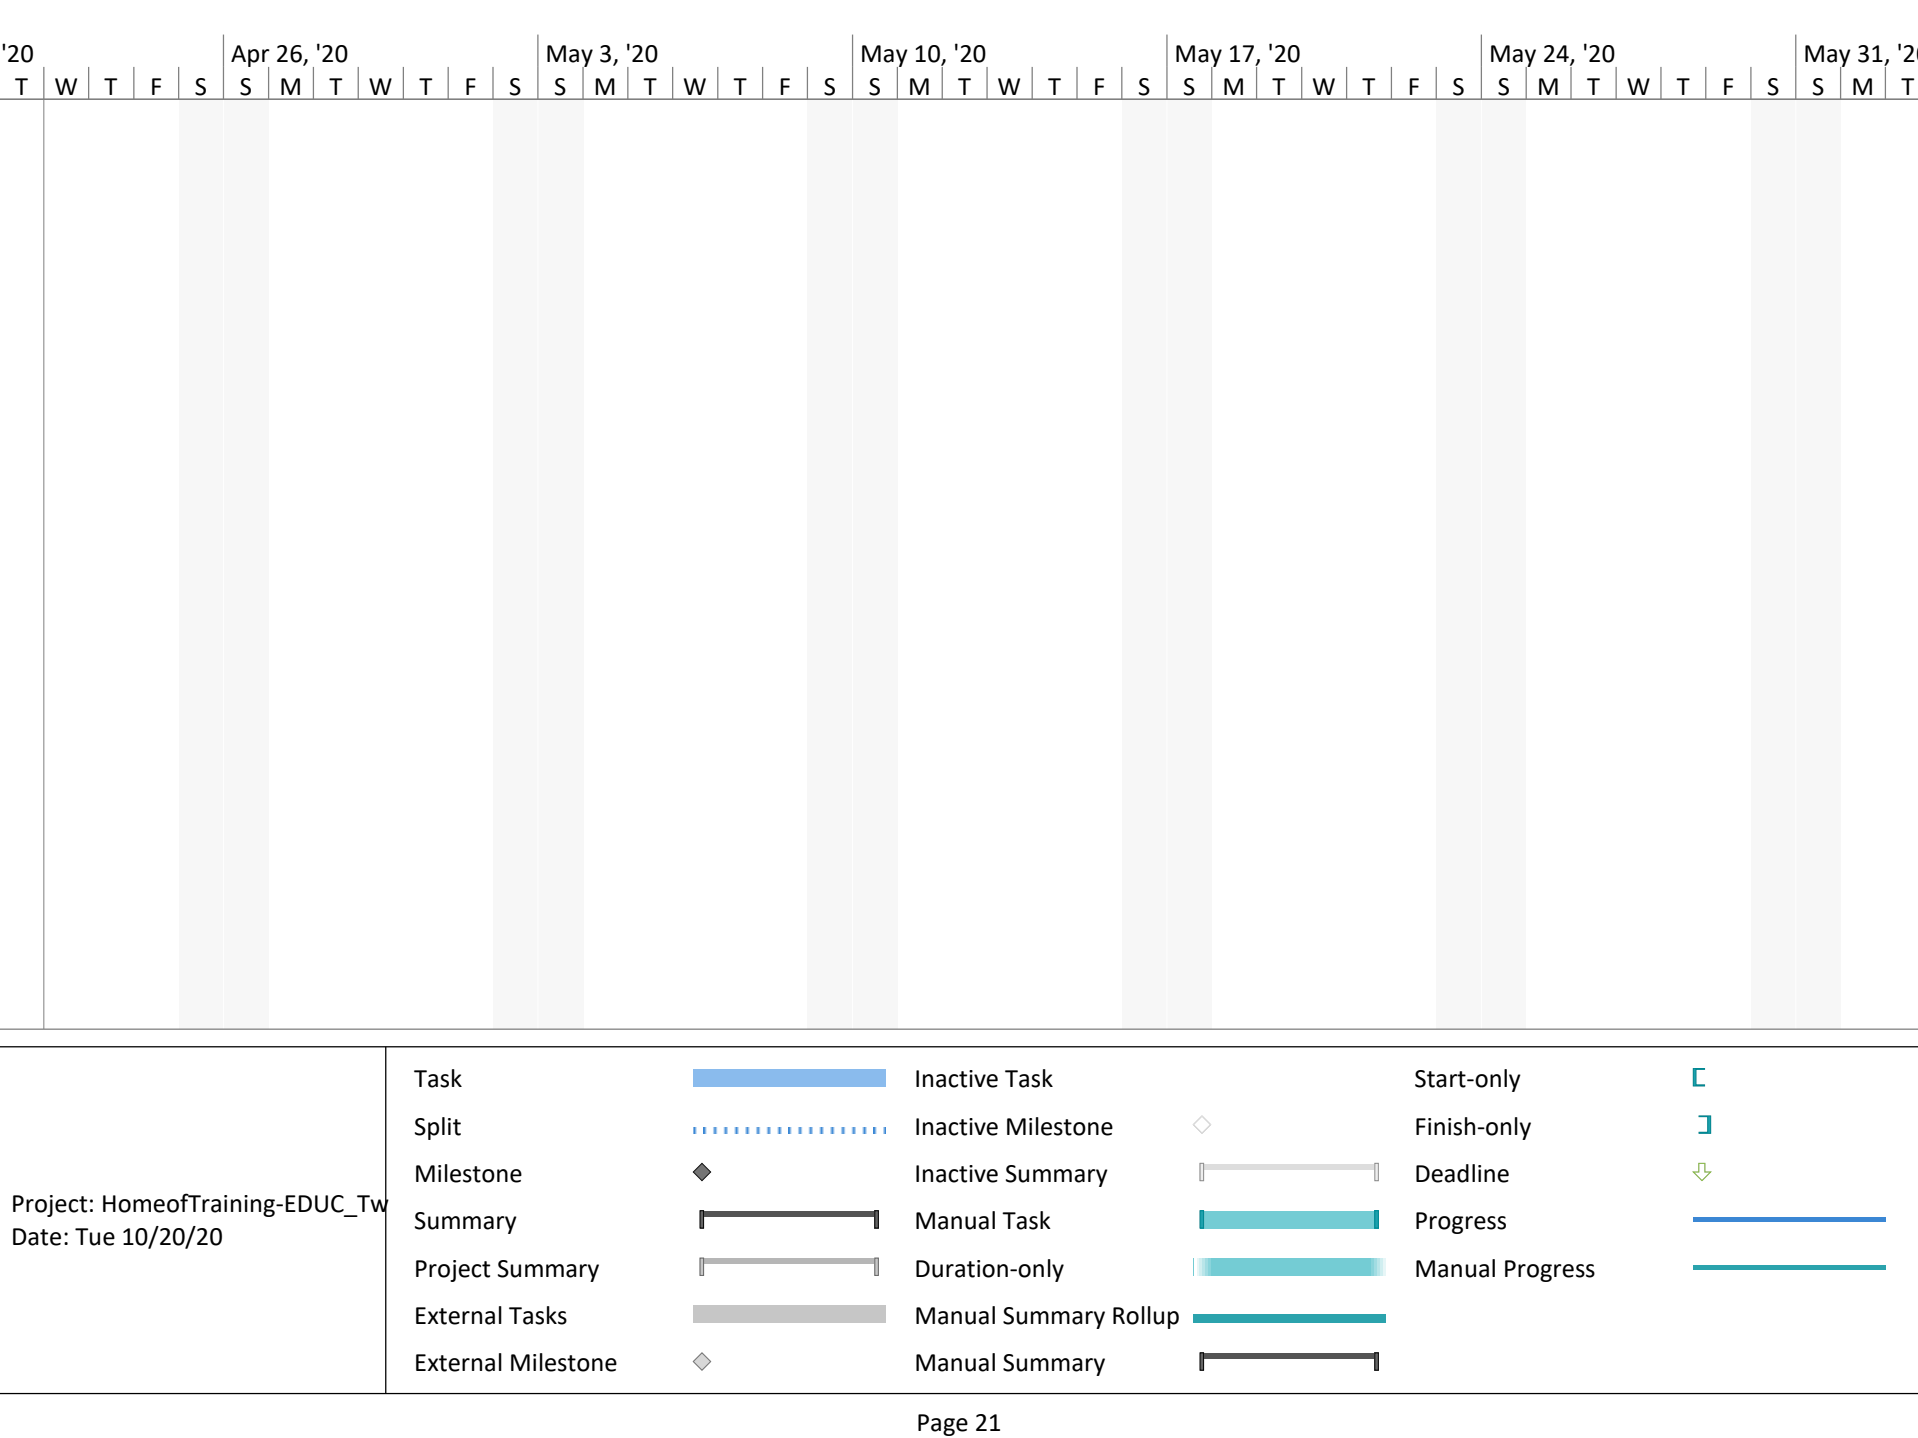 '20 Apr 26, '20 May 3, '20 May 10, '20 May 17, '20 May 24, '20 May 31, '2
T W T F S S M T W T F S S M T W T F S S M T W T F S S M T W T F S S M T W T F S S M T
Task Inactive Task Start-only
Split Inactive Milestone Finish-only
Milestone Inactive Summary Deadline
Project: HomeofTraining-EDUC_Tw
Date: Tue 10/20/20
Summary Manual Task Progress
Project Summary Duration-only Manual Progress
External Tasks Manual Summary Rollup
External Milestone Manual Summary
Page 21